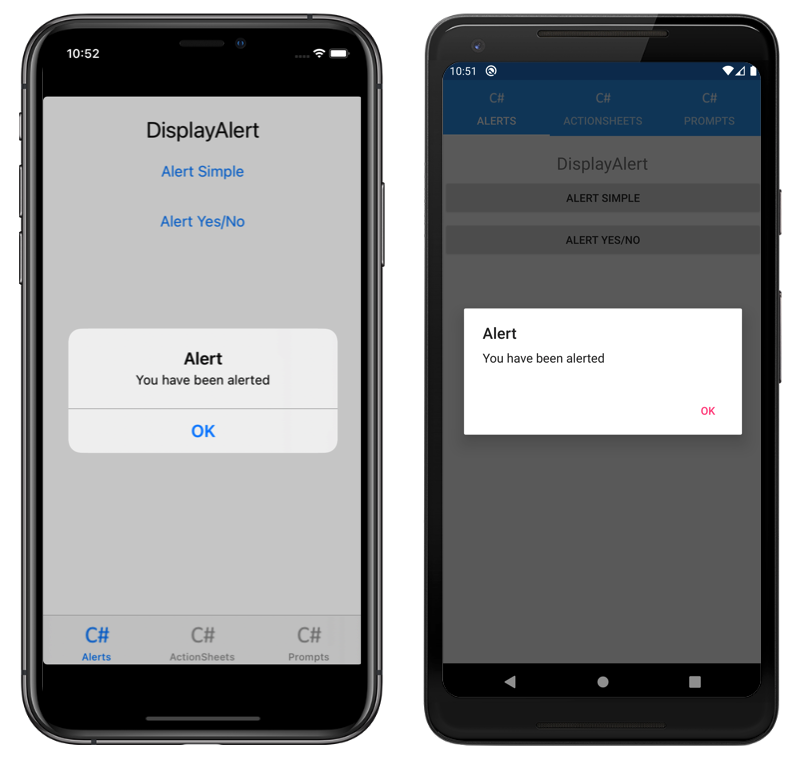 10:52
DisplayAlert
Alert Simple
Alert Yes/No
Alert
You have been alerted
OK
C# C# C#
Alerts ActionSheets Prompts
10:51
C# C# C#
ALERTS ACTIONSHEETS PROMPTS
DisplayAlert
ALERT SIMPLE
ALERT YES/NO
Alert
You have been alerted
OK